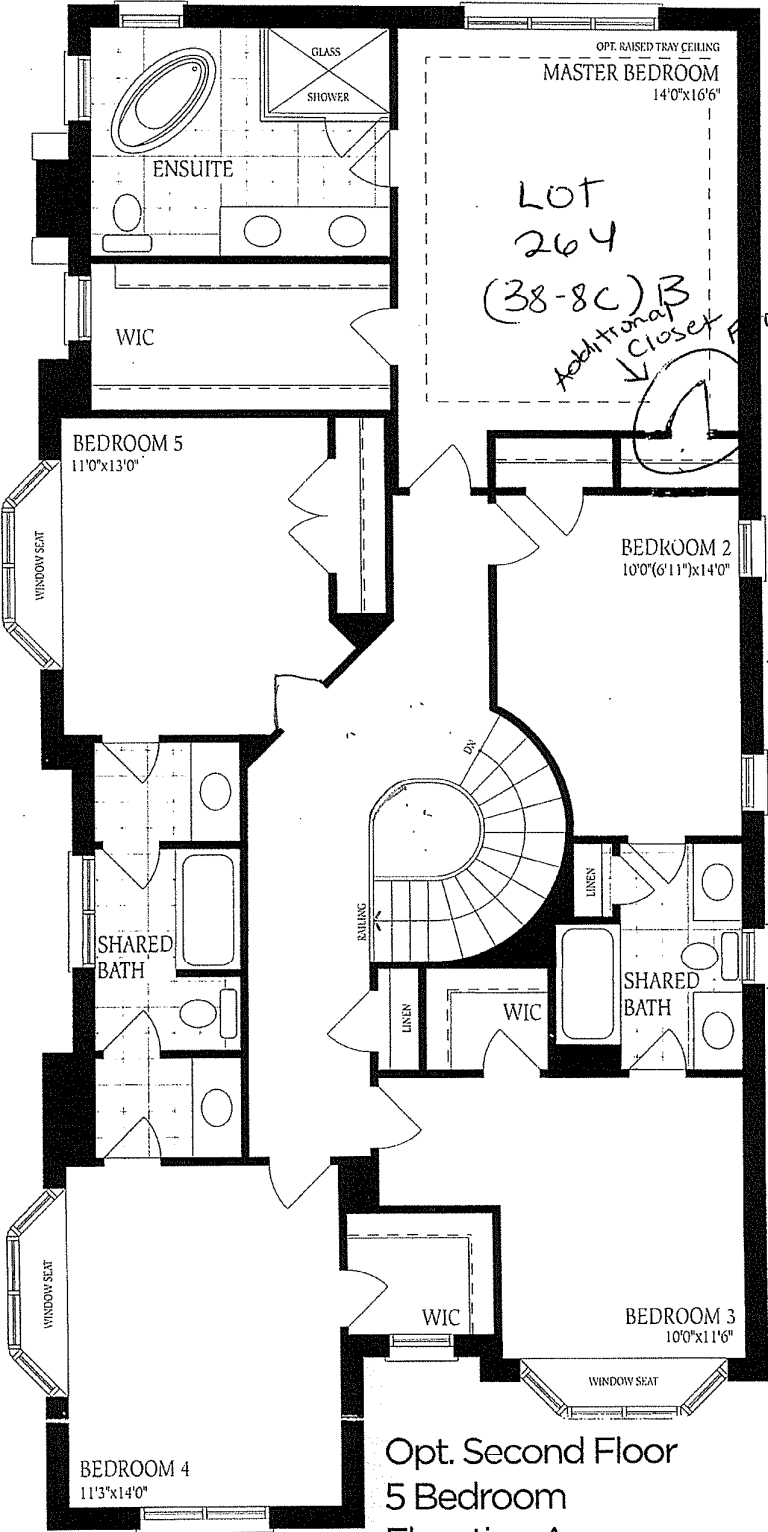 OPT. RAISED TRAY CEILING
MASTER BEDROOM
14'0"x16'6"
GLASS
SHOWER
ENSUITE
LOT
264
(38-8C) B
Additional
Closet
WIC
BEDROOM 5
11'0"x13'0"
WINDOW SEAT
BEDROOM 2
10'0"(6'11")x14'0"
DN
RAILING
LINEN
SHARED
BATH
SHARED
BATH
LINEN
WIC
WINDOW SEAT
WIC
BEDROOM 3
10'0"x11'6"
WINDOW SEAT
BEDROOM 4
11'3"x14'0"
Opt. Second Floor
5 Bedroom